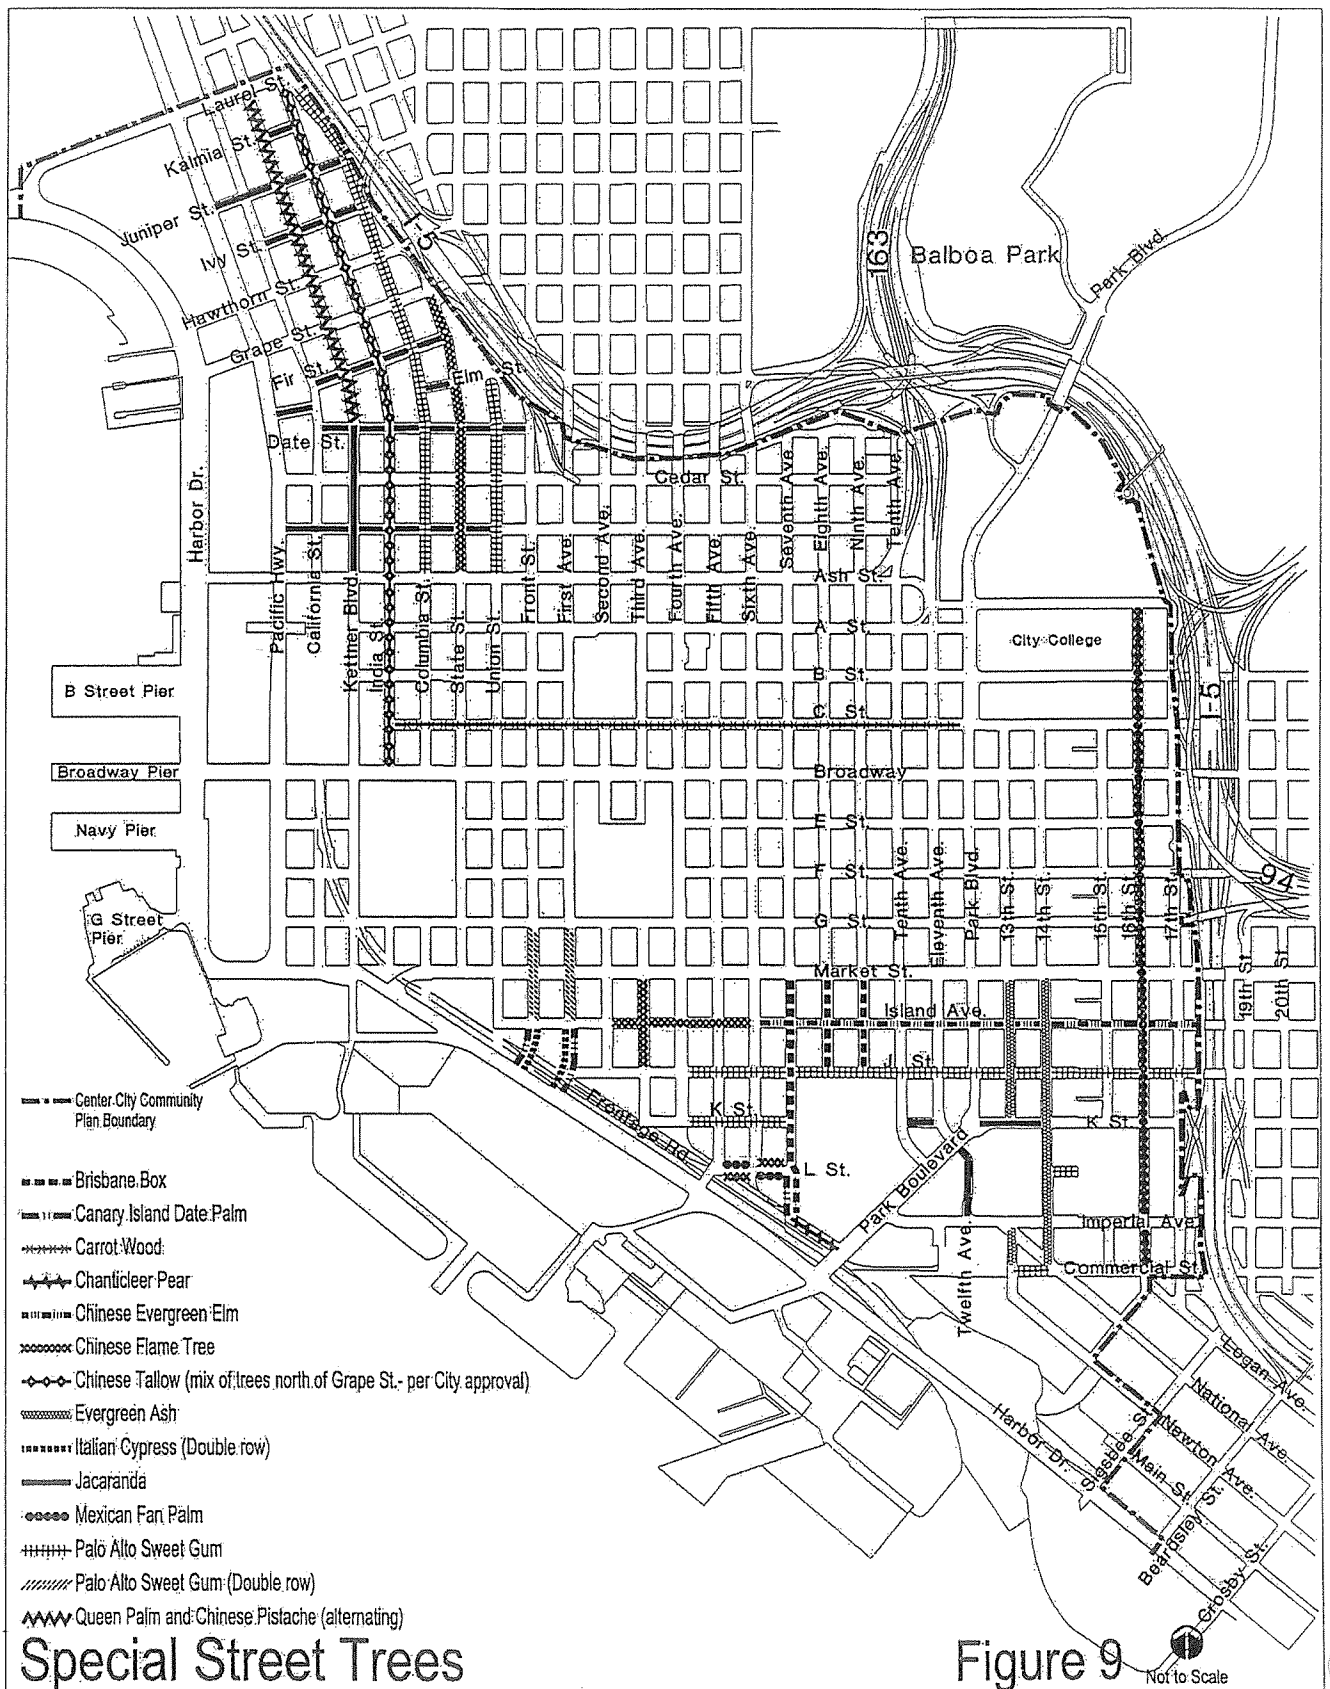 Laurel St.
Kalmia St.
Juniper St.
Ivy St.
Hawthorn St.
Grape St.
Fir St.
Elm St.
Date St.
Cedar St.
I-5
163
Balboa Park
Park Blvd.
Harbor Dr.
Pacific Hwy.
California St.
Kettner Blvd.
India St.
Columbia St.
State St.
Union St.
Front St.
First Ave.
Second Ave.
Third Ave.
Fourth Ave.
Fifth Ave.
Sixth Ave.
Seventh Ave.
Eighth Ave.
Ninth Ave.
Tenth Ave.
Ash St.
A St.
B St.
C St.
City College
I-5
B Street Pier
Broadway Pier
Navy Pier
G Street
Pier
Broadway
E St.
F St.
G St.
Tenth Ave.
Eleventh Ave.
Park Blvd.
13th St.
14th St.
15th St.
16th St.
17th St.
94
19th St.
20th St.
Market St.
Island Ave.
J St.
K St.
K St.
L St.
Frontage Rd.
Park Boulevard
Twelfth Ave.
Imperial Ave.
Commercial St.
Logan Ave.
National Ave.
Newton Ave.
Main St.
Sigsbee St.
Beardsley St.
Crosby St.
Harbor Dr.
Center City Community
Plan Boundary
Brisbane Box
Canary Island Date Palm
Carrot Wood
Chanticleer Pear
Chinese Evergreen Elm
Chinese Flame Tree
Chinese Tallow (mix of trees north of Grape St.- per City approval)
Evergreen Ash
Italian Cypress (Double row)
Jacaranda
Mexican Fan Palm
Palo Alto Sweet Gum
Palo Alto Sweet Gum (Double row)
Queen Palm and Chinese Pistache (alternating)
Special Street Trees
Figure 9
Not to Scale